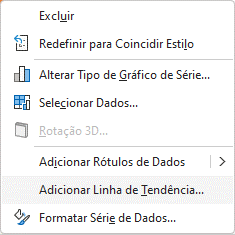 Excluir
Redefinir para Coincidir Estilo
Alterar Tipo de Gráfico de Série...
Selecionar Dados...
Rotação 3D...
Adicionar Rótulos de Dados
Adicionar Linha de Tendência...
Formatar Série de Dados...